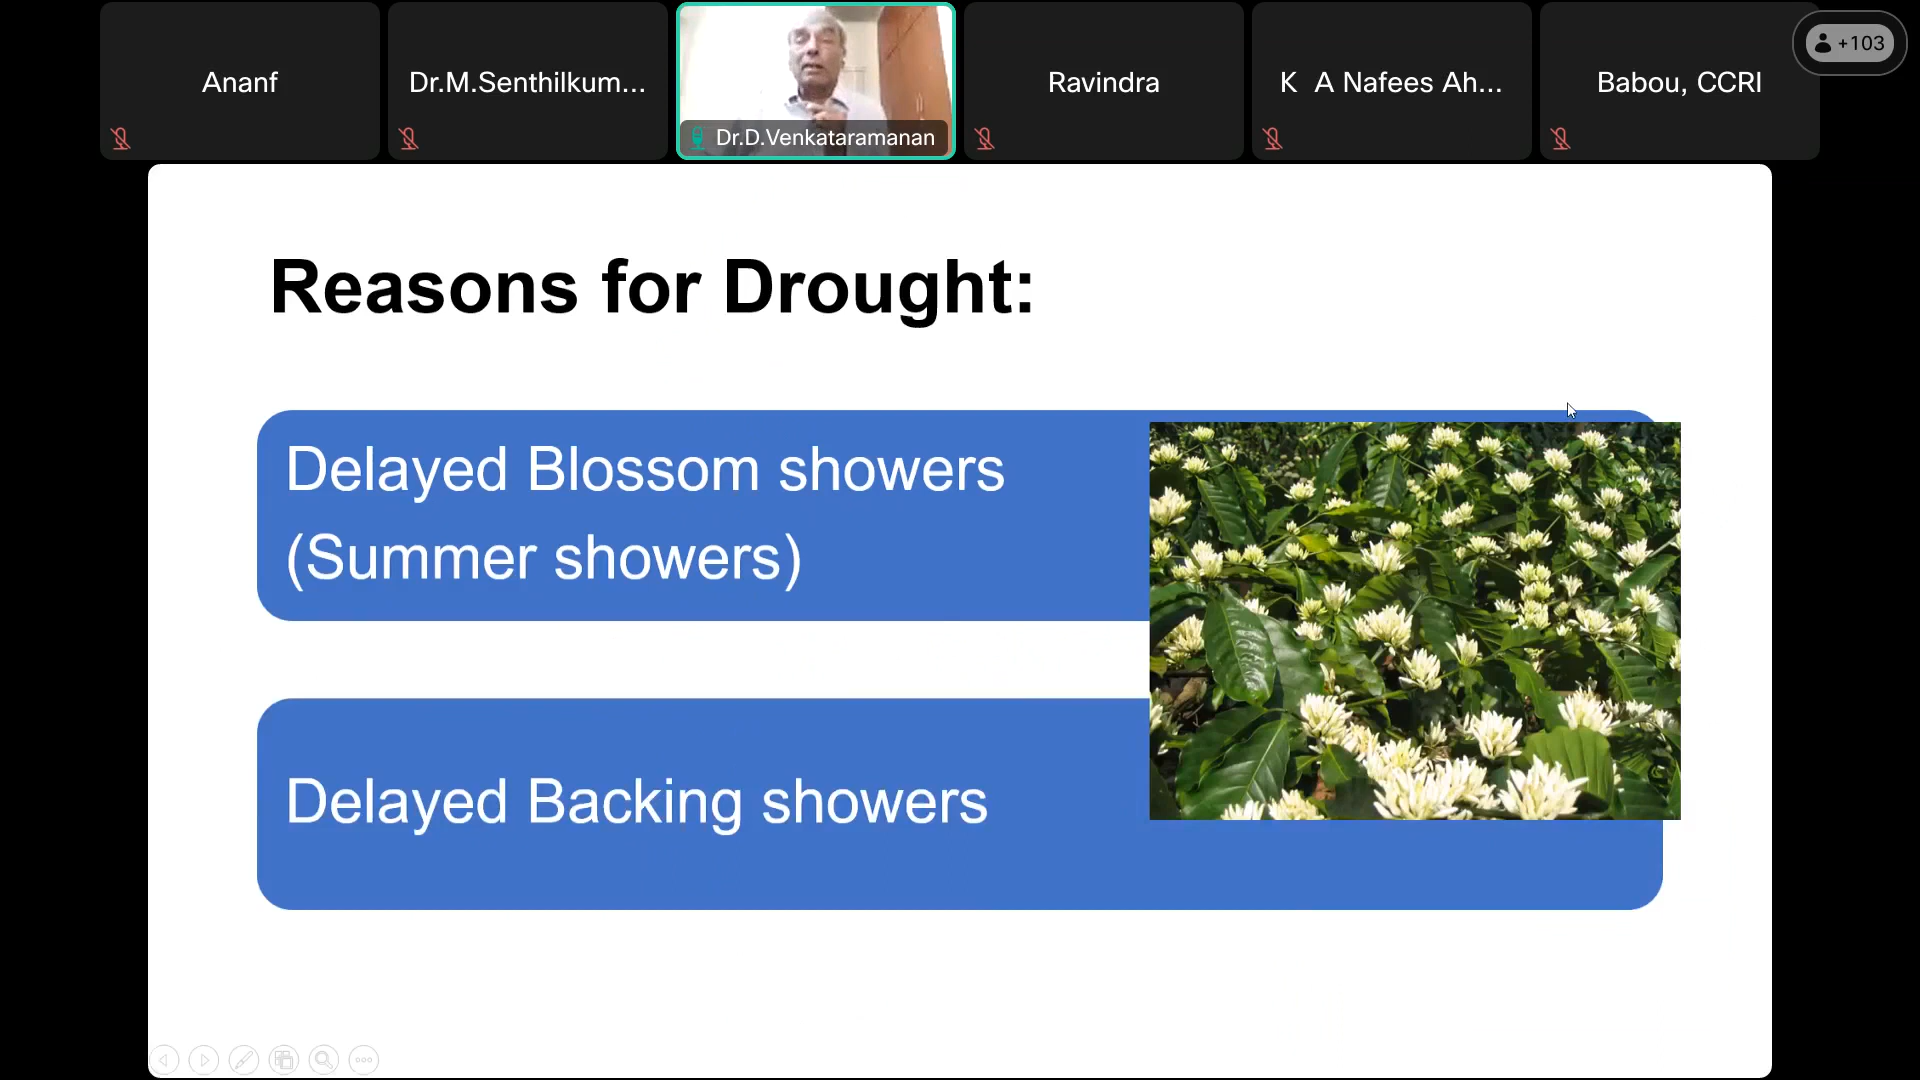 Ananf
Dr.M.Senthilkum...
Dr.D.Venkataramanan
Ravindra
K A Nafees Ah...
Babou, CCRI
+103
Reasons for Drought:
Delayed Blossom showers
(Summer showers)
Delayed Backing showers